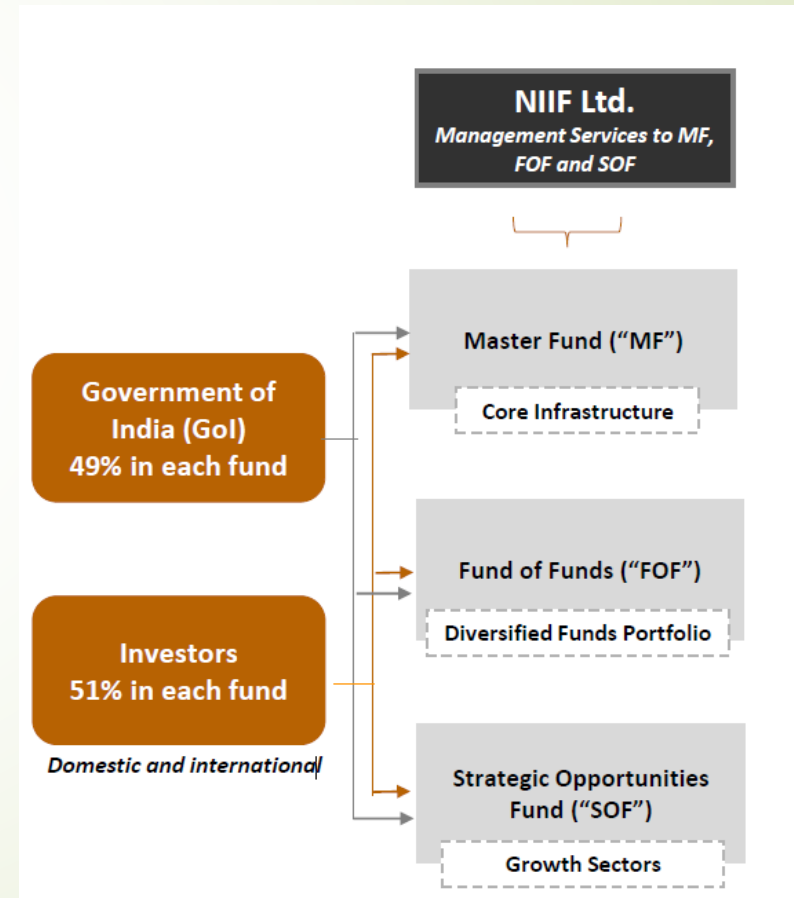 NIIF Ltd.
Management Services to MF,
FOF and SOF
Master Fund (“MF”)
Core Infrastructure
Government of
India (GoI)
49% in each fund
Fund of Funds (“FOF”)
Diversified Funds Portfolio
Investors
51% in each fund
Domestic and international
Strategic Opportunities
Fund (“SOF”)
Growth Sectors